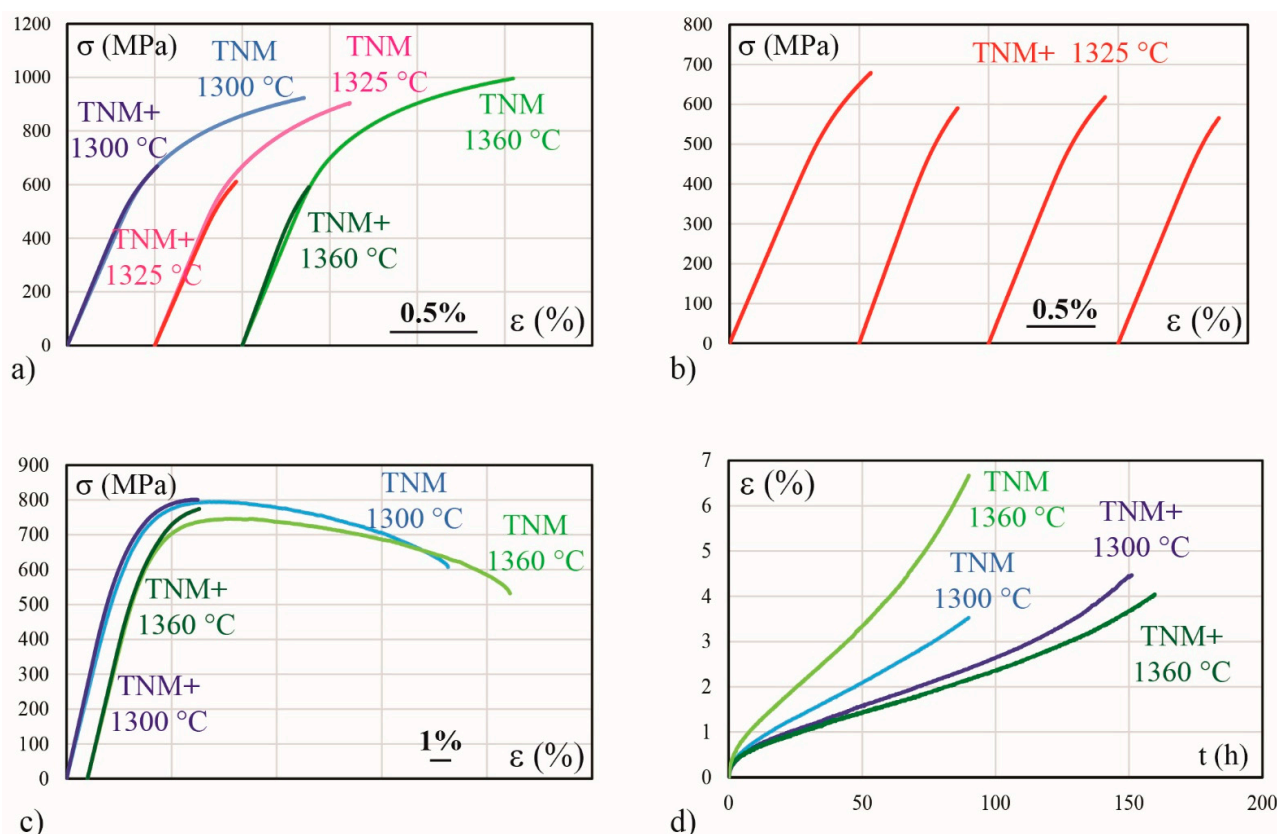 1200
1000
800
600
400
200
0
σ (MPa)
TNM
1300 °C
TNM
1325 °C
TNM+
1300 °C
TNM
1360 °C
TNM+
1325 °C
TNM+
1360 °C
0.5%
ε (%)
a)
800
700
600
500
400
300
200
100
0
σ (MPa)
TNM+ 1325 °C
0.5%
ε (%)
b)
900
800
700
600
500
400
300
200
100
0
σ (MPa)
TNM
1300 °C
TNM
1360 °C
TNM+
1360 °C
TNM+
1300 °C
1%
ε (%)
c)
7
6
5
4
3
2
1
0
ε (%)
TNM
1360 °C
TNM+
1300 °C
TNM
1300 °C
TNM+
1360 °C
t (h)
0 50 100 150 200
d)